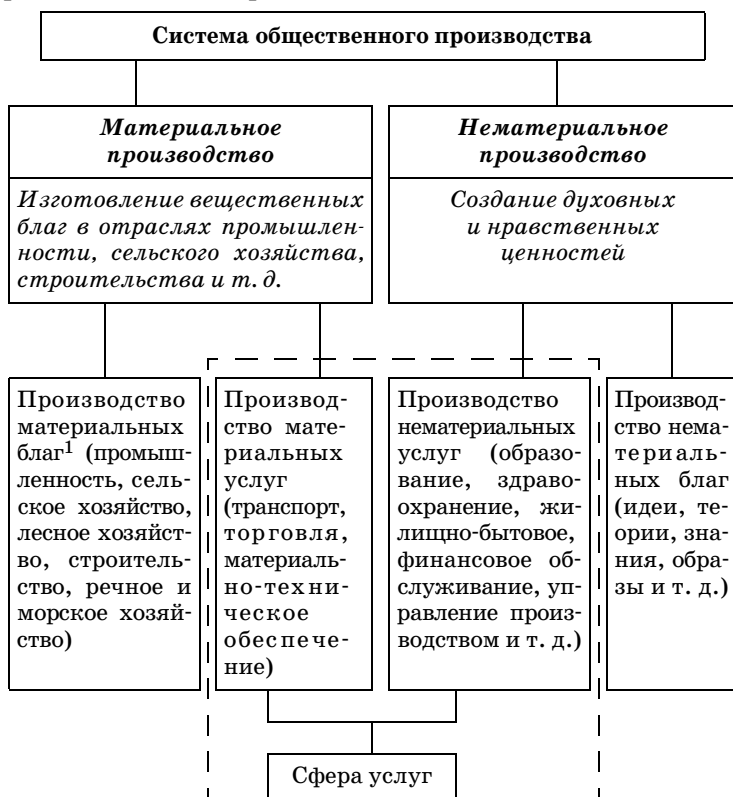 Система общественного производства
Материальное
производство
Изготовление вещественных
благ в отраслях промышлен-
ности, сельского хозяйства,
строительства и т. д.
Нематериальное
производство
Создание духовных
и нравственных
ценностей
Производство
материальных
благ¹ (промыш-
ленность, сель-
ское хозяйство,
лесное хозяйст-
во, строитель-
ство, речное и
морское хозяй-
ство)
Производ-
ство мате-
риальных
услуг
(транспорт,
торговля,
материаль-
но-техни-
ческое
обеспече-
ние)
Производство
нематериальных
услуг (образо-
вание, здраво-
охранение, жи-
лищно-бытовое,
финансовое об-
служивание, уп-
равление произ-
водством и т. д.)
Производ-
ство нема-
териаль-
ных благ
(идеи, те-
ории, зна-
ния, обра-
зы и т. д.)
Сфера услуг